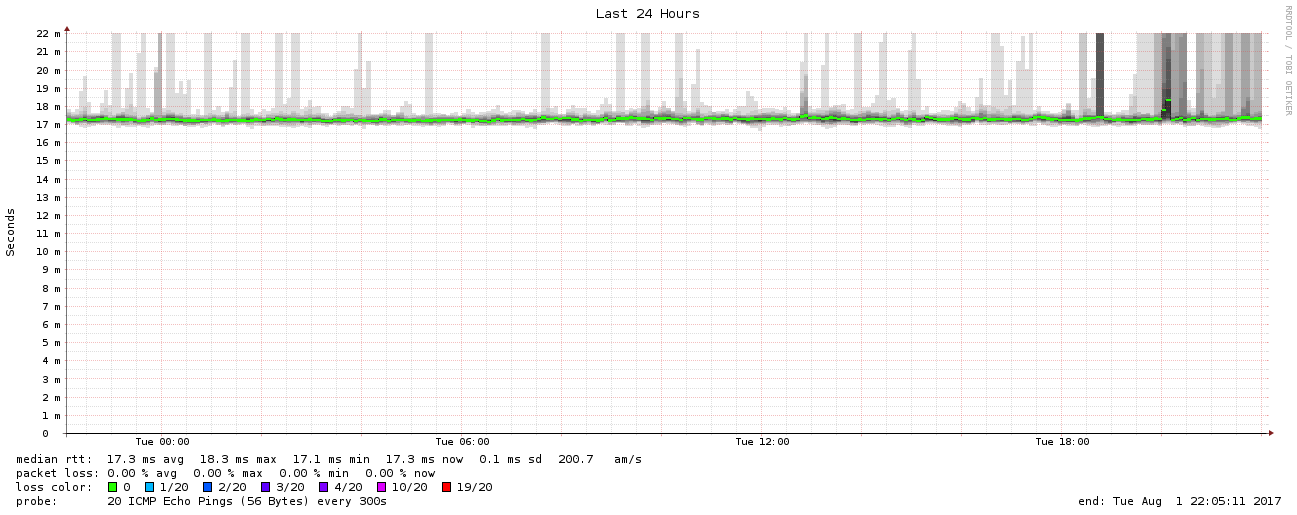 Last 24 Hours
RRDTOOL / TOBI OETIKER
Seconds
22 m
21 m
20 m
19 m
18 m
17 m
16 m
15 m
14 m
13 m
12 m
11 m
10 m
9 m
8 m
7 m
6 m
5 m
4 m
3 m
2 m
1 m
0
Tue 00:00 Tue 06:00 Tue 12:00 Tue 18:00
median rtt: 17.3 ms avg 18.3 ms max 17.1 ms min 17.3 ms now 0.1 ms sd 200.7 am/s
packet loss: 0.00 % avg 0.00 % max 0.00 % min 0.00 % now
loss color: 0 1/20 2/20 3/20 4/20 10/20 19/20
probe: 20 ICMP Echo Pings (56 Bytes) every 300s end: Tue Aug 1 22:05:11 2017